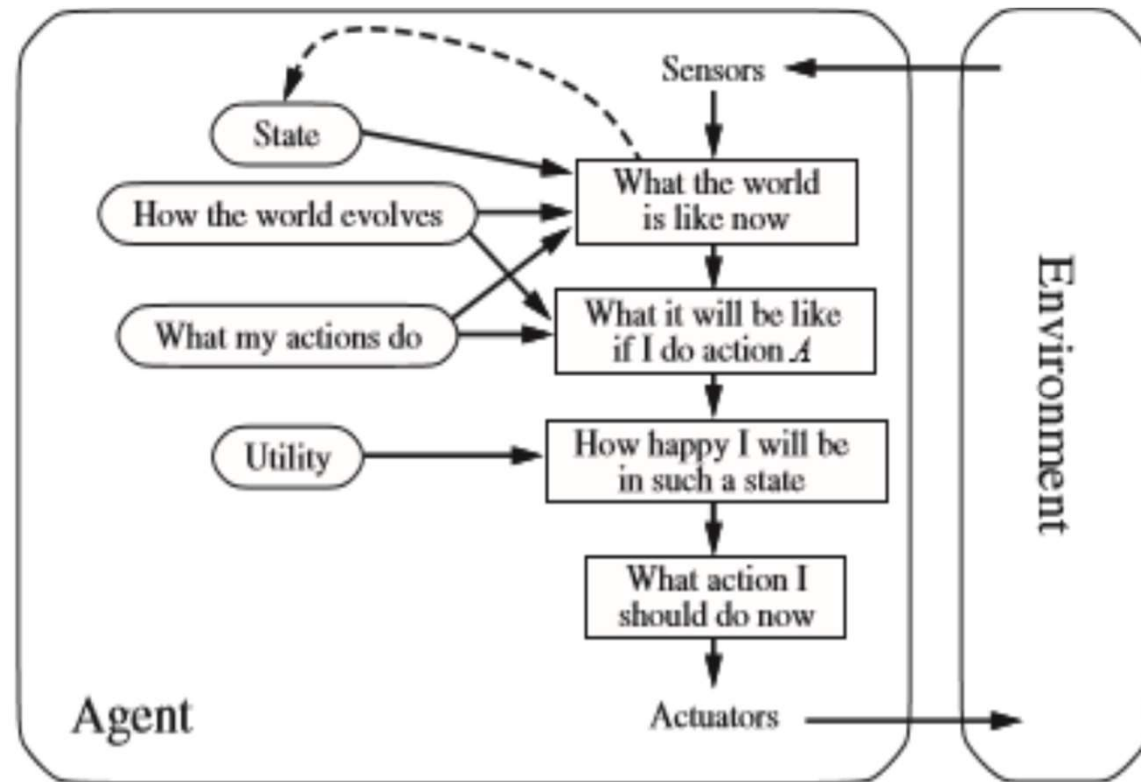 Sensors
State
What the world
is like now
How the world evolves
What it will be like
if I do action A
What my actions do
How happy I will be
in such a state
Utility
What action I
should do now
Actuators
Agent
Environment